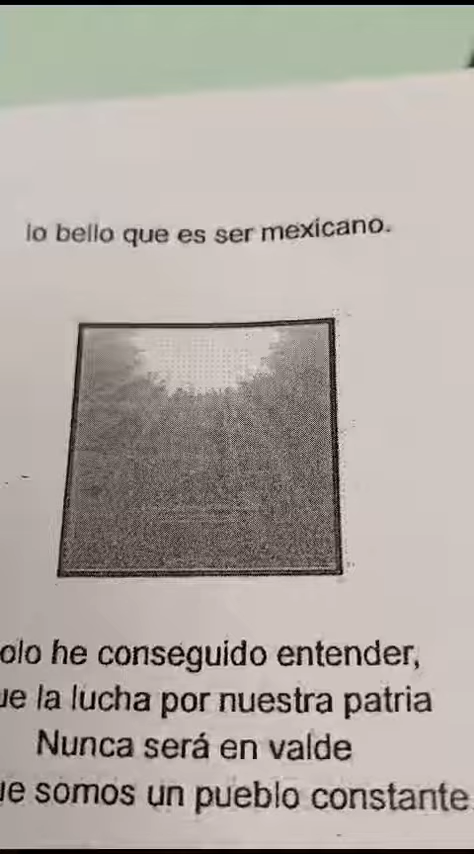 lo bello que es ser mexicano.
olo he conseguido entender,
ue la lucha por nuestra patria
Nunca será en valde
ue somos un pueblo constante